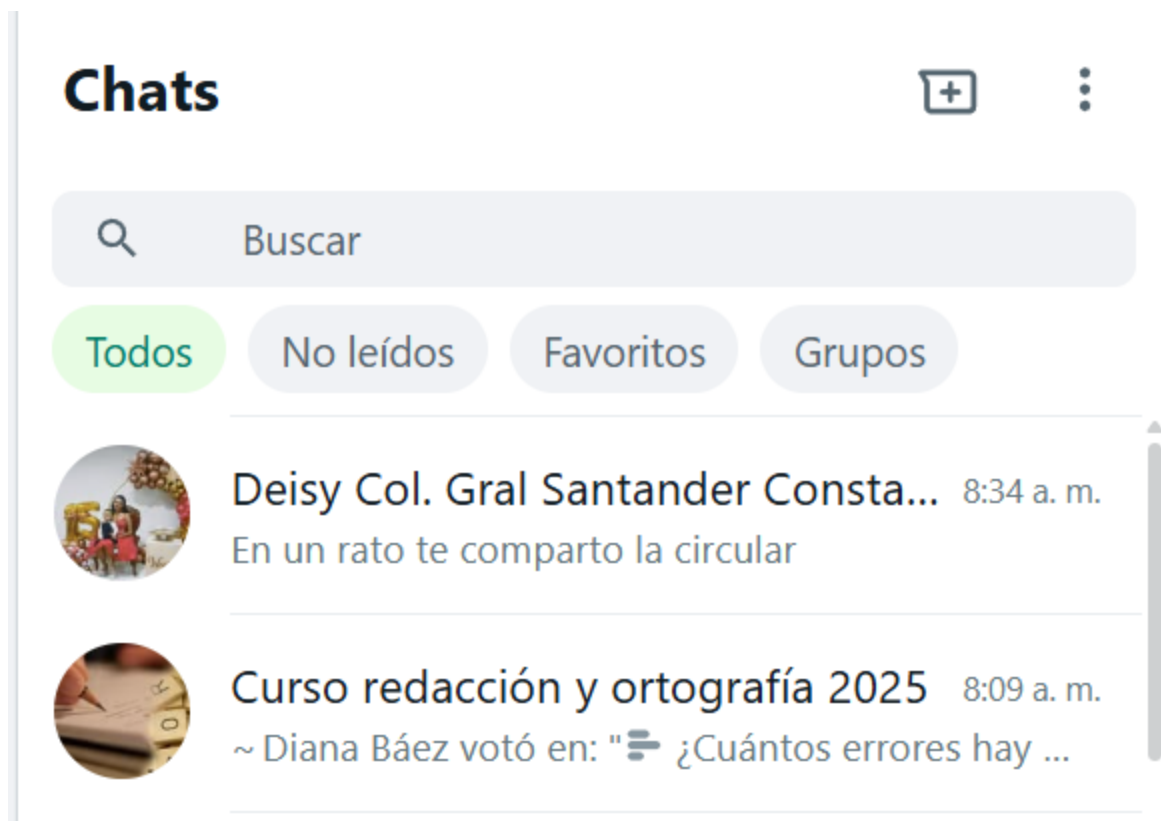 Chats
Buscar
Todos No leídos Favoritos Grupos
Deisy Col. Gral Santander Consta... 8:34 a. m.
En un rato te comparto la circular
Curso redacción y ortografía 2025 8:09 a. m.
~ Diana Báez votó en: " ¿Cuántos errores hay ...